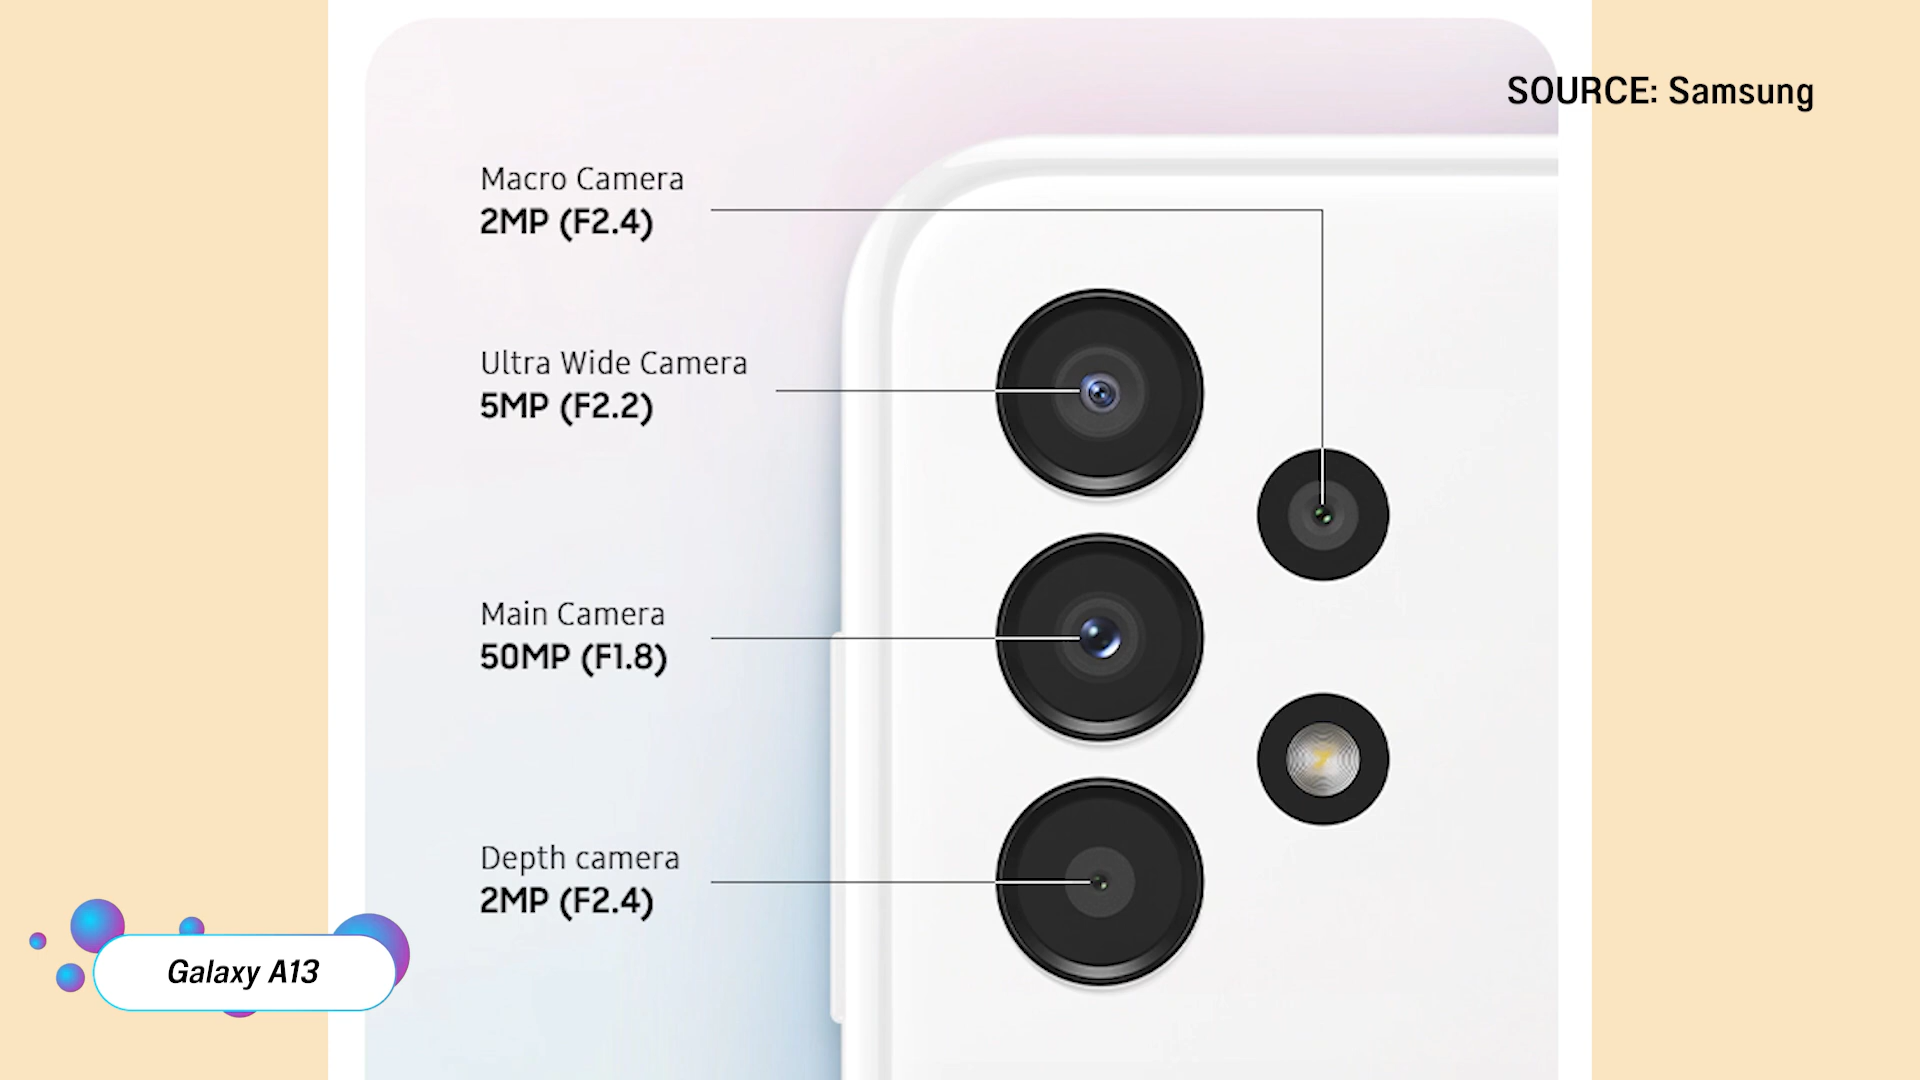 SOURCE: Samsung
Macro Camera
2MP (F2.4)
Ultra Wide Camera
5MP (F2.2)
Main Camera
50MP (F1.8)
Depth camera
2MP (F2.4)
Galaxy A13